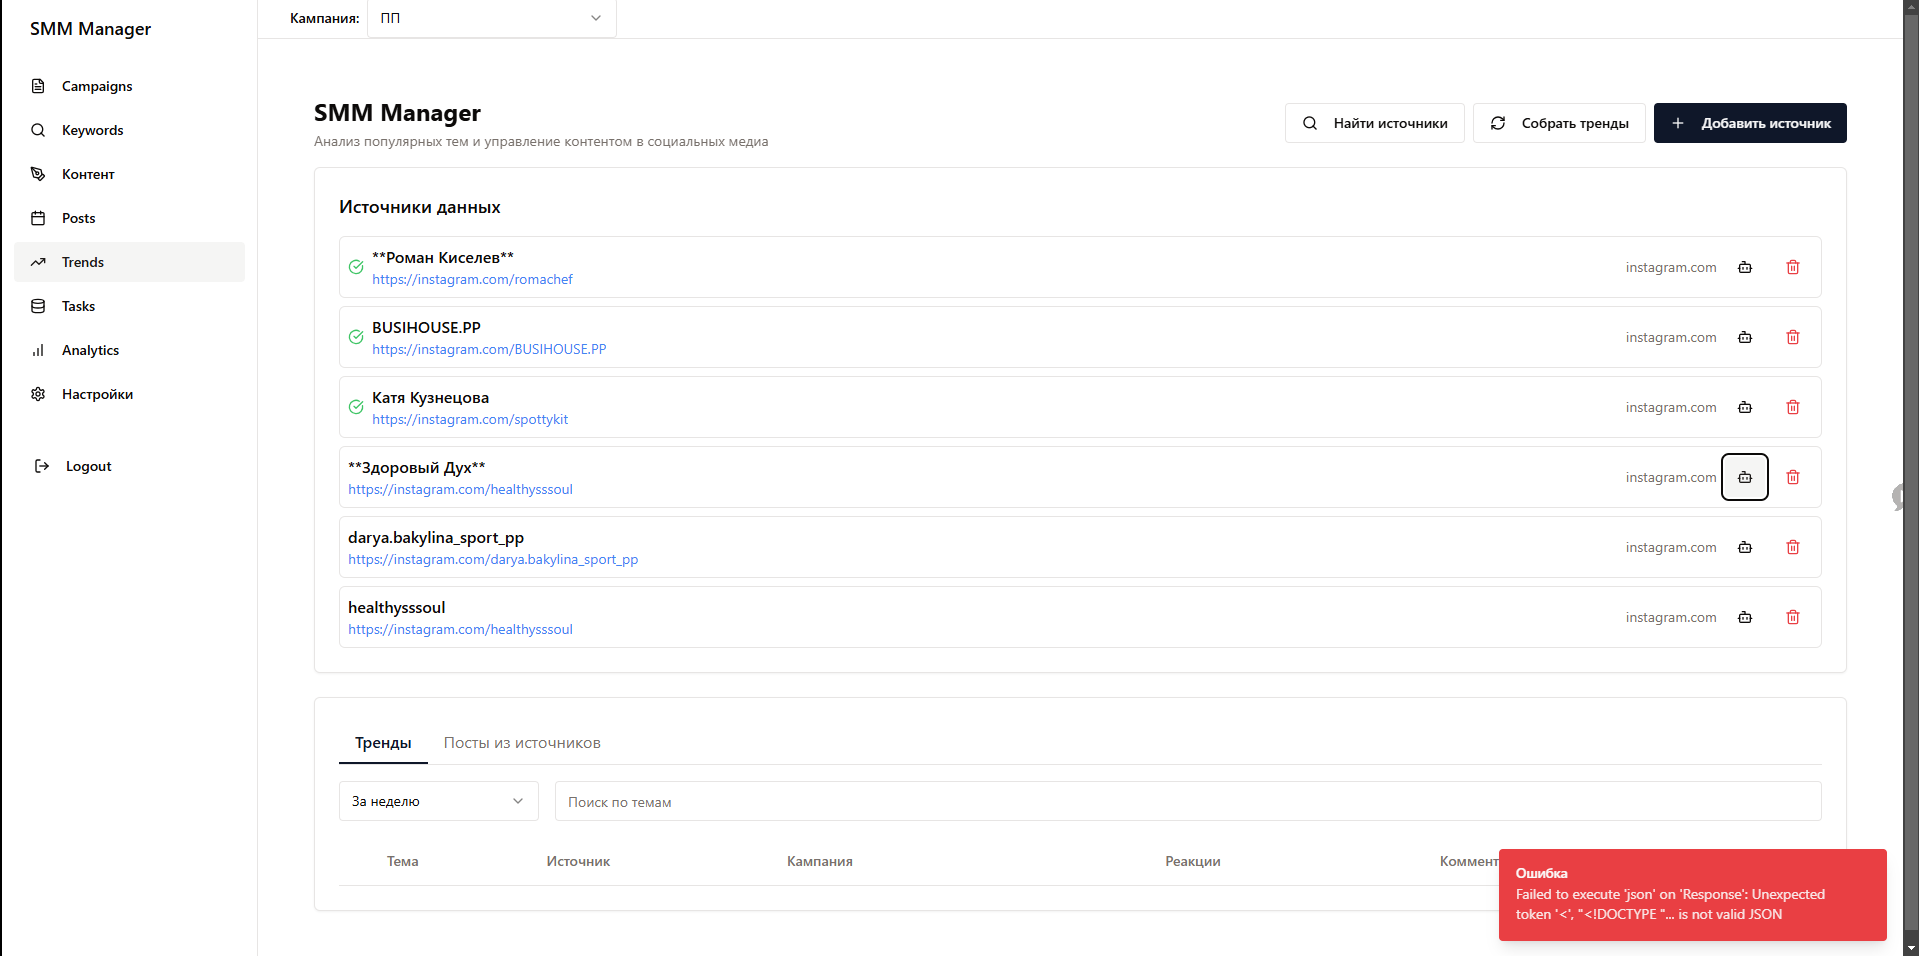 SMM Manager
Кампания:
ПП
Campaigns
Keywords
Контент
Posts
Trends
Tasks
Analytics
Настройки
Logout
SMM Manager
Анализ популярных тем и управление контентом в социальных медиа
Найти источники
Собрать тренды
Добавить источник
Источники данных
**Роман Киселев**
https://instagram.com/romachef
instagram.com
BUSIHOUSE.PP
https://instagram.com/BUSIHOUSE.PP
instagram.com
Катя Кузнецова
https://instagram.com/spottykit
instagram.com
**Здоровый Дух**
https://instagram.com/healthysssoul
instagram.com
darya.bakylina_sport_pp
https://instagram.com/darya.bakylina_sport_pp
instagram.com
healthysssoul
https://instagram.com/healthysssoul
instagram.com
Тренды
Посты из источников
За неделю
Поиск по темам
Тема Источник Кампания Реакции Коммент
Ошибка
Failed to execute 'json' on 'Response': Unexpected
token '<', "<!DOCTYPE "... is not valid JSON